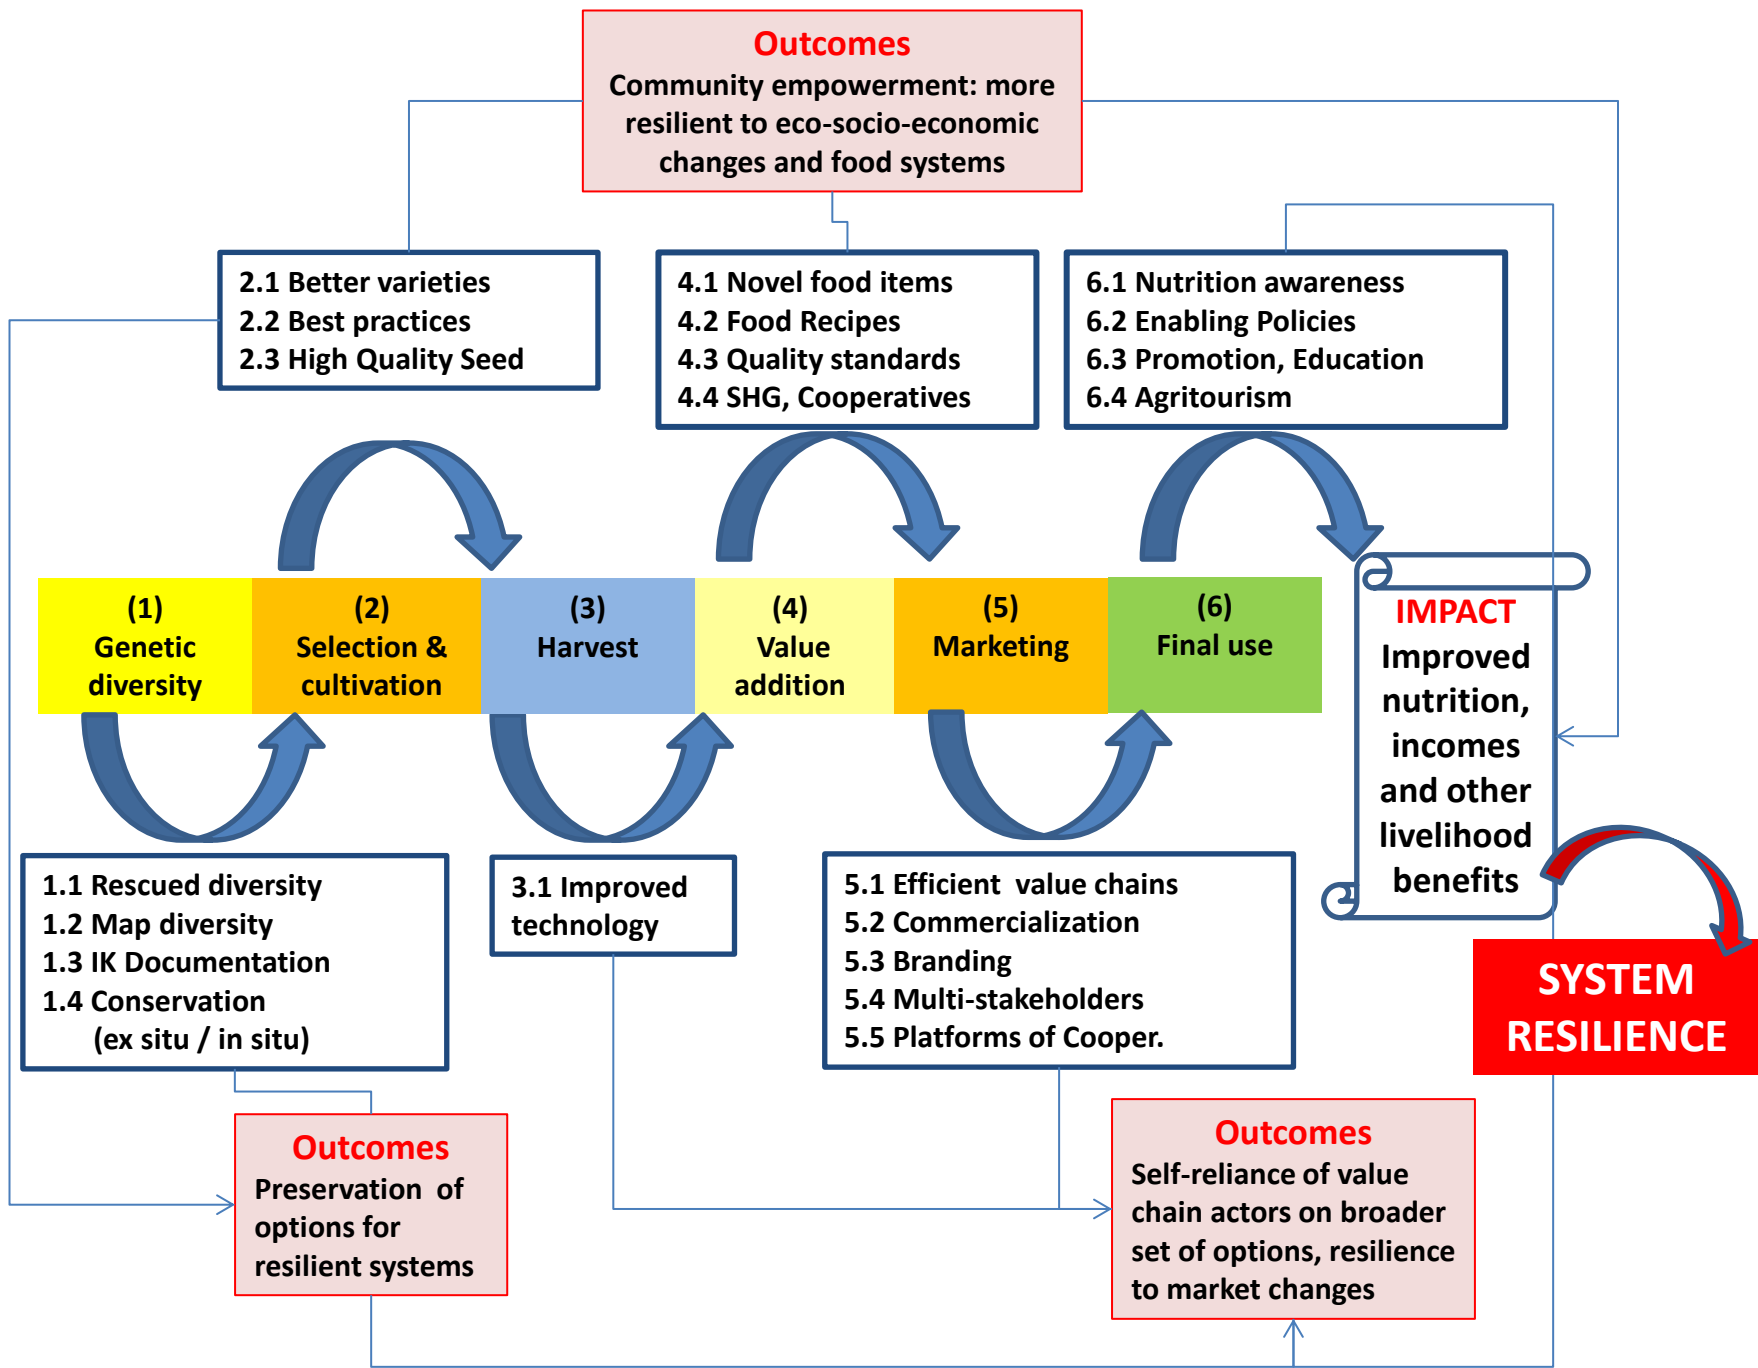 Outcomes
Community empowerment: more
resilient to eco-socio-economic
changes and food systems
2.1 Better varieties
2.2 Best practices
2.3 High Quality Seed
4.1 Novel food items
4.2 Food Recipes
4.3 Quality standards
4.4 SHG, Cooperatives
6.1 Nutrition awareness
6.2 Enabling Policies
6.3 Promotion, Education
6.4 Agritourism
(1)
Genetic
diversity
(2)
Selection &
cultivation
(3)
Harvest
(4)
Value
addition
(5)
Marketing
(6)
Final use
IMPACT
Improved
nutrition,
incomes
and other
livelihood
benefits
1.1 Rescued diversity
1.2 Map diversity
1.3 IK Documentation
1.4 Conservation
(ex situ / in situ)
3.1 Improved
technology
5.1 Efficient  value chains
5.2 Commercialization
5.3 Branding
5.4 Multi-stakeholders
5.5 Platforms of Cooper.
SYSTEM
RESILIENCE
Outcomes
Preservation  of
options for
resilient systems
Outcomes
Self-reliance of value
chain actors on broader
set of options, resilience
to market changes